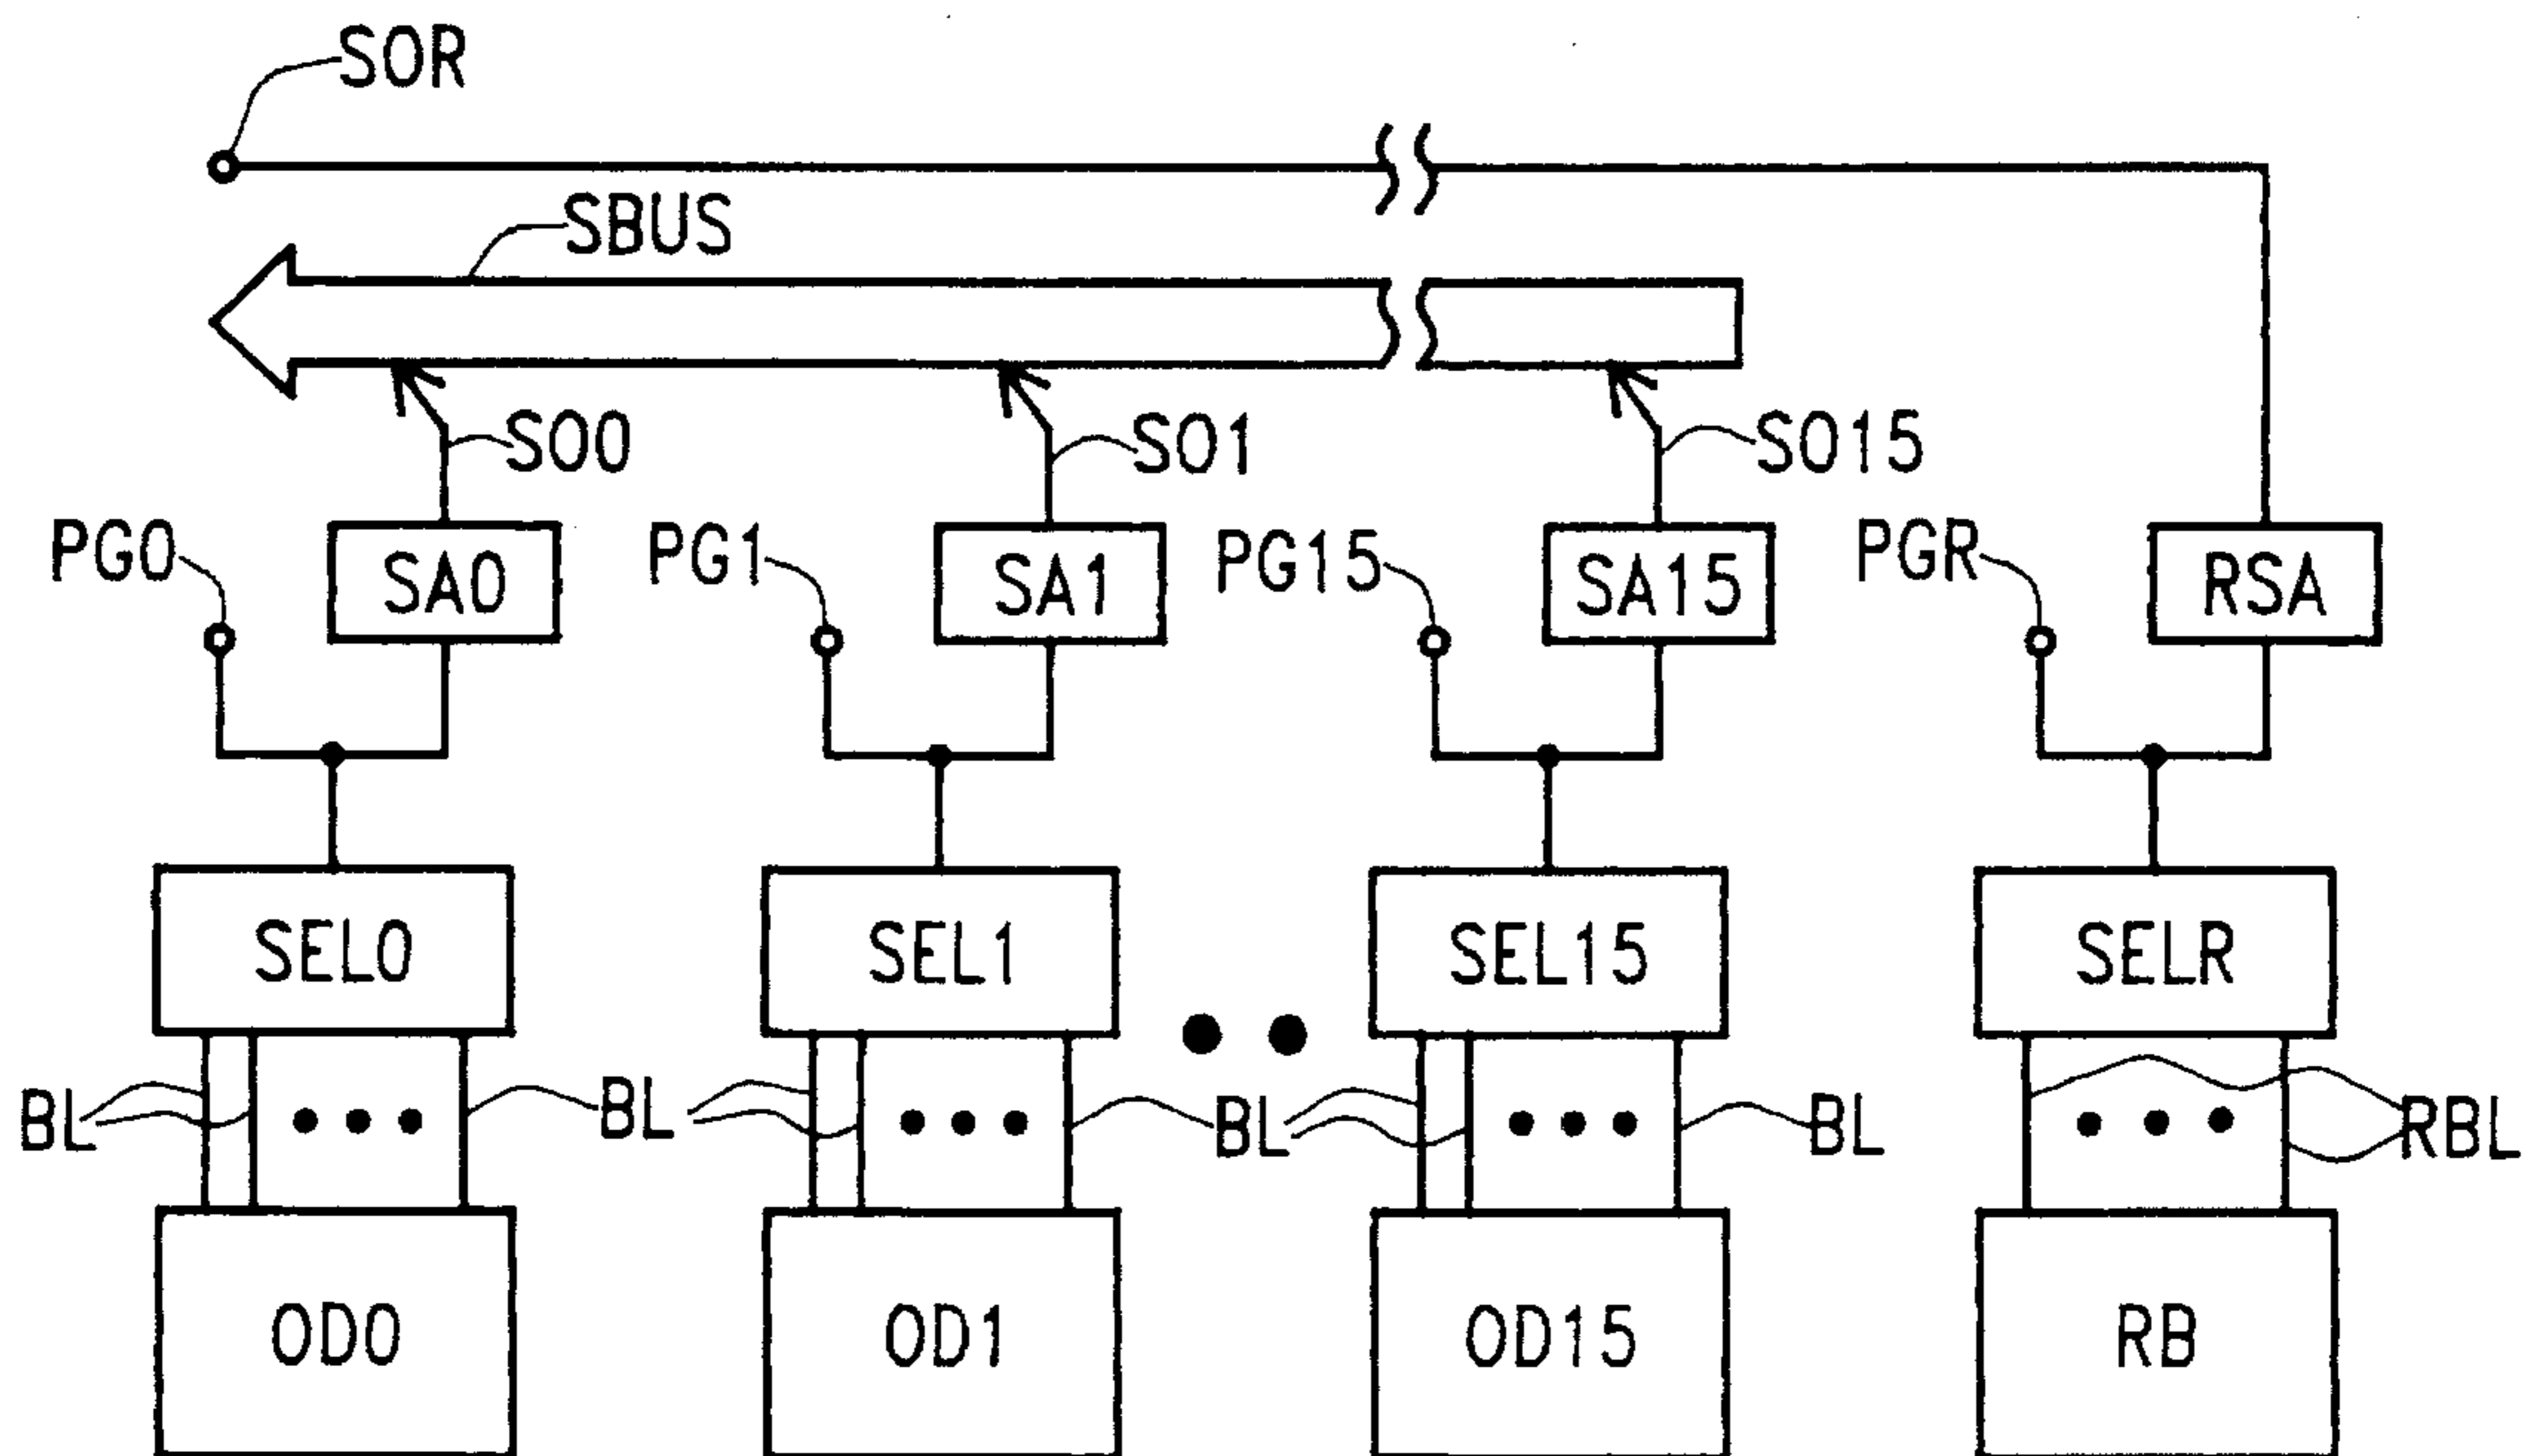 SOR
SBUS
SO0 SO1 SO15
PG0 SA0 PG1 SA1 PG15 SA15 PGR RSA
SEL0 SEL1 SEL15 SELR
BL BL BL BL RBL
OD0 OD1 OD15 RB